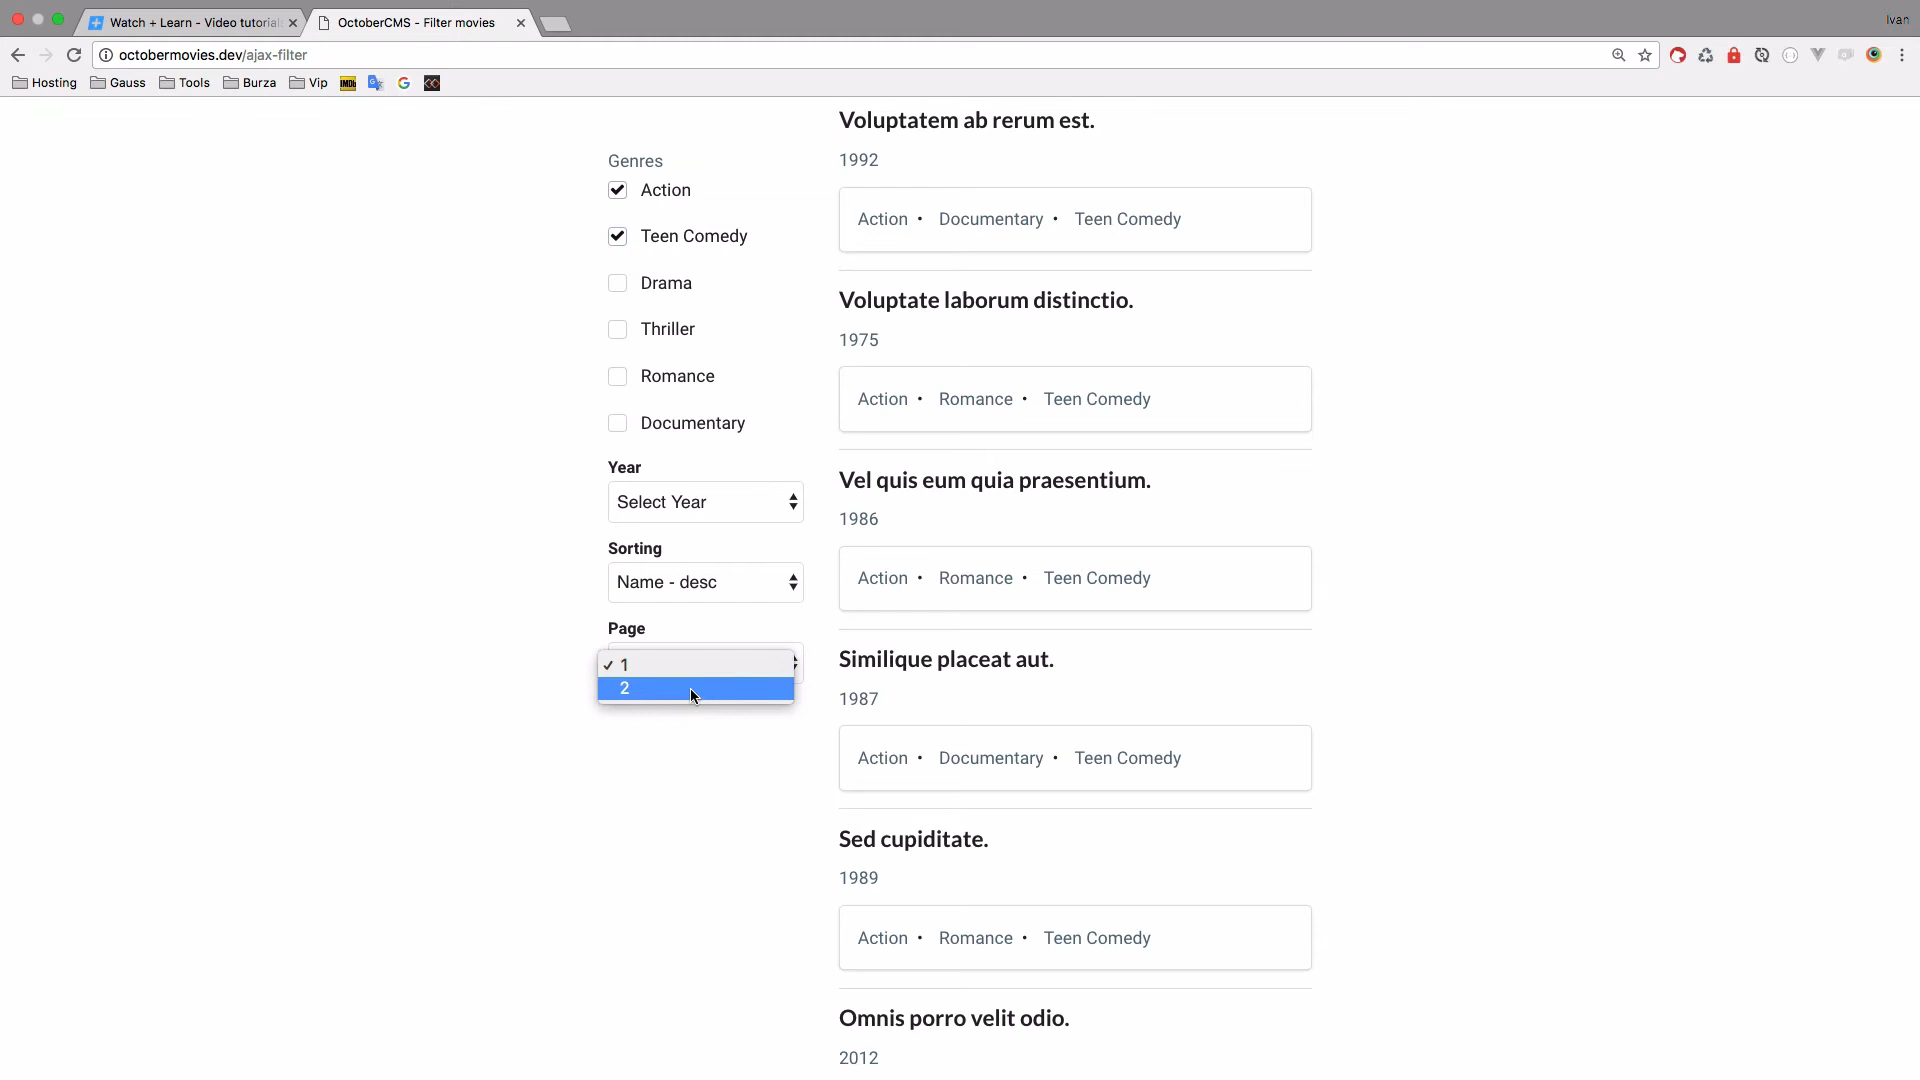 Watch + Learn - Video tutorial
OctoberCMS - Filter movies
Ivan
octobermovies.dev/ajax-filter
Hosting
Gauss
Tools
Burza
Vip
IMDb
Genres
Action
Teen Comedy
Drama
Thriller
Romance
Documentary
Year
Select Year
Sorting
Name - desc
Page
1
2
Voluptatem ab rerum est.
1992
Action • Documentary • Teen Comedy
Voluptate laborum distinctio.
1975
Action • Romance • Teen Comedy
Vel quis eum quia praesentium.
1986
Action • Romance • Teen Comedy
Similique placeat aut.
1987
Action • Documentary • Teen Comedy
Sed cupiditate.
1989
Action • Romance • Teen Comedy
Omnis porro velit odio.
2012